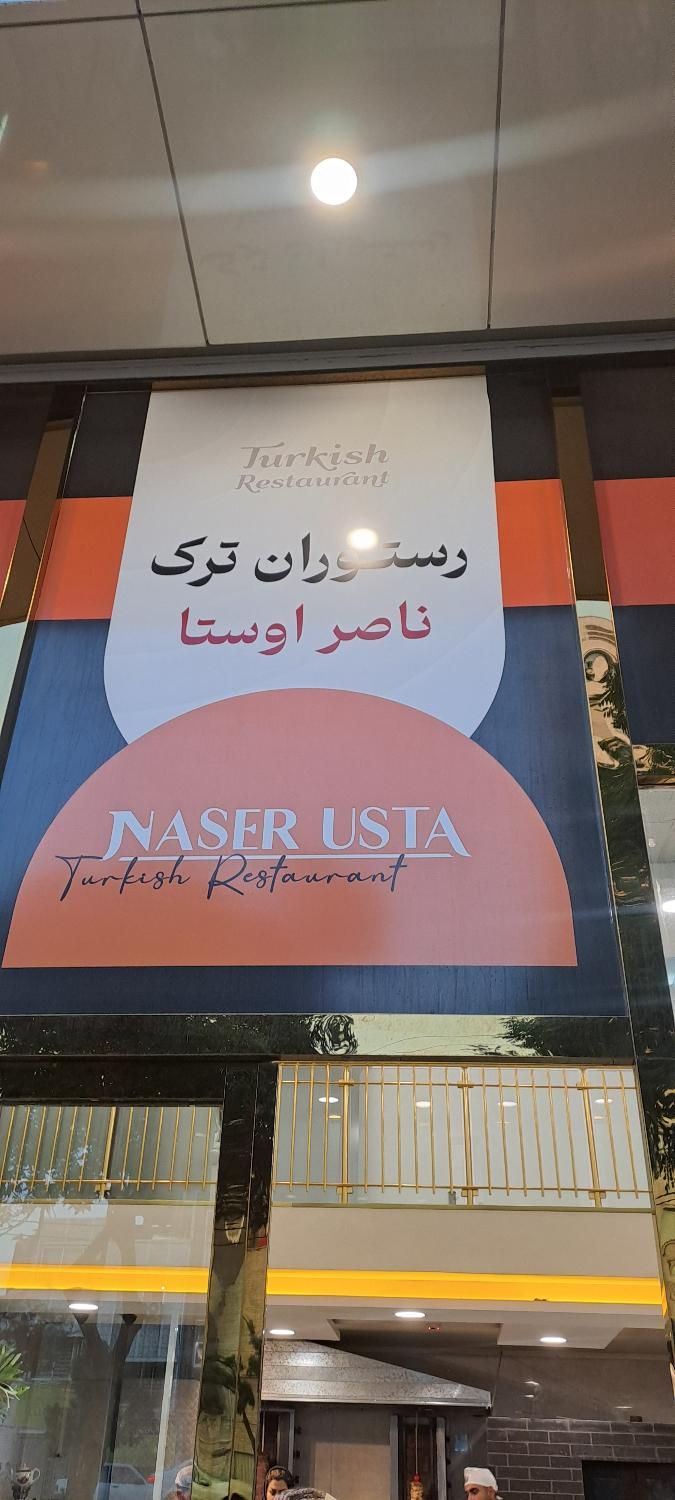 Turkish
Restaurant
رستوران ترک
ناصر اوستا
NASER USTA
Turkish Restaurant